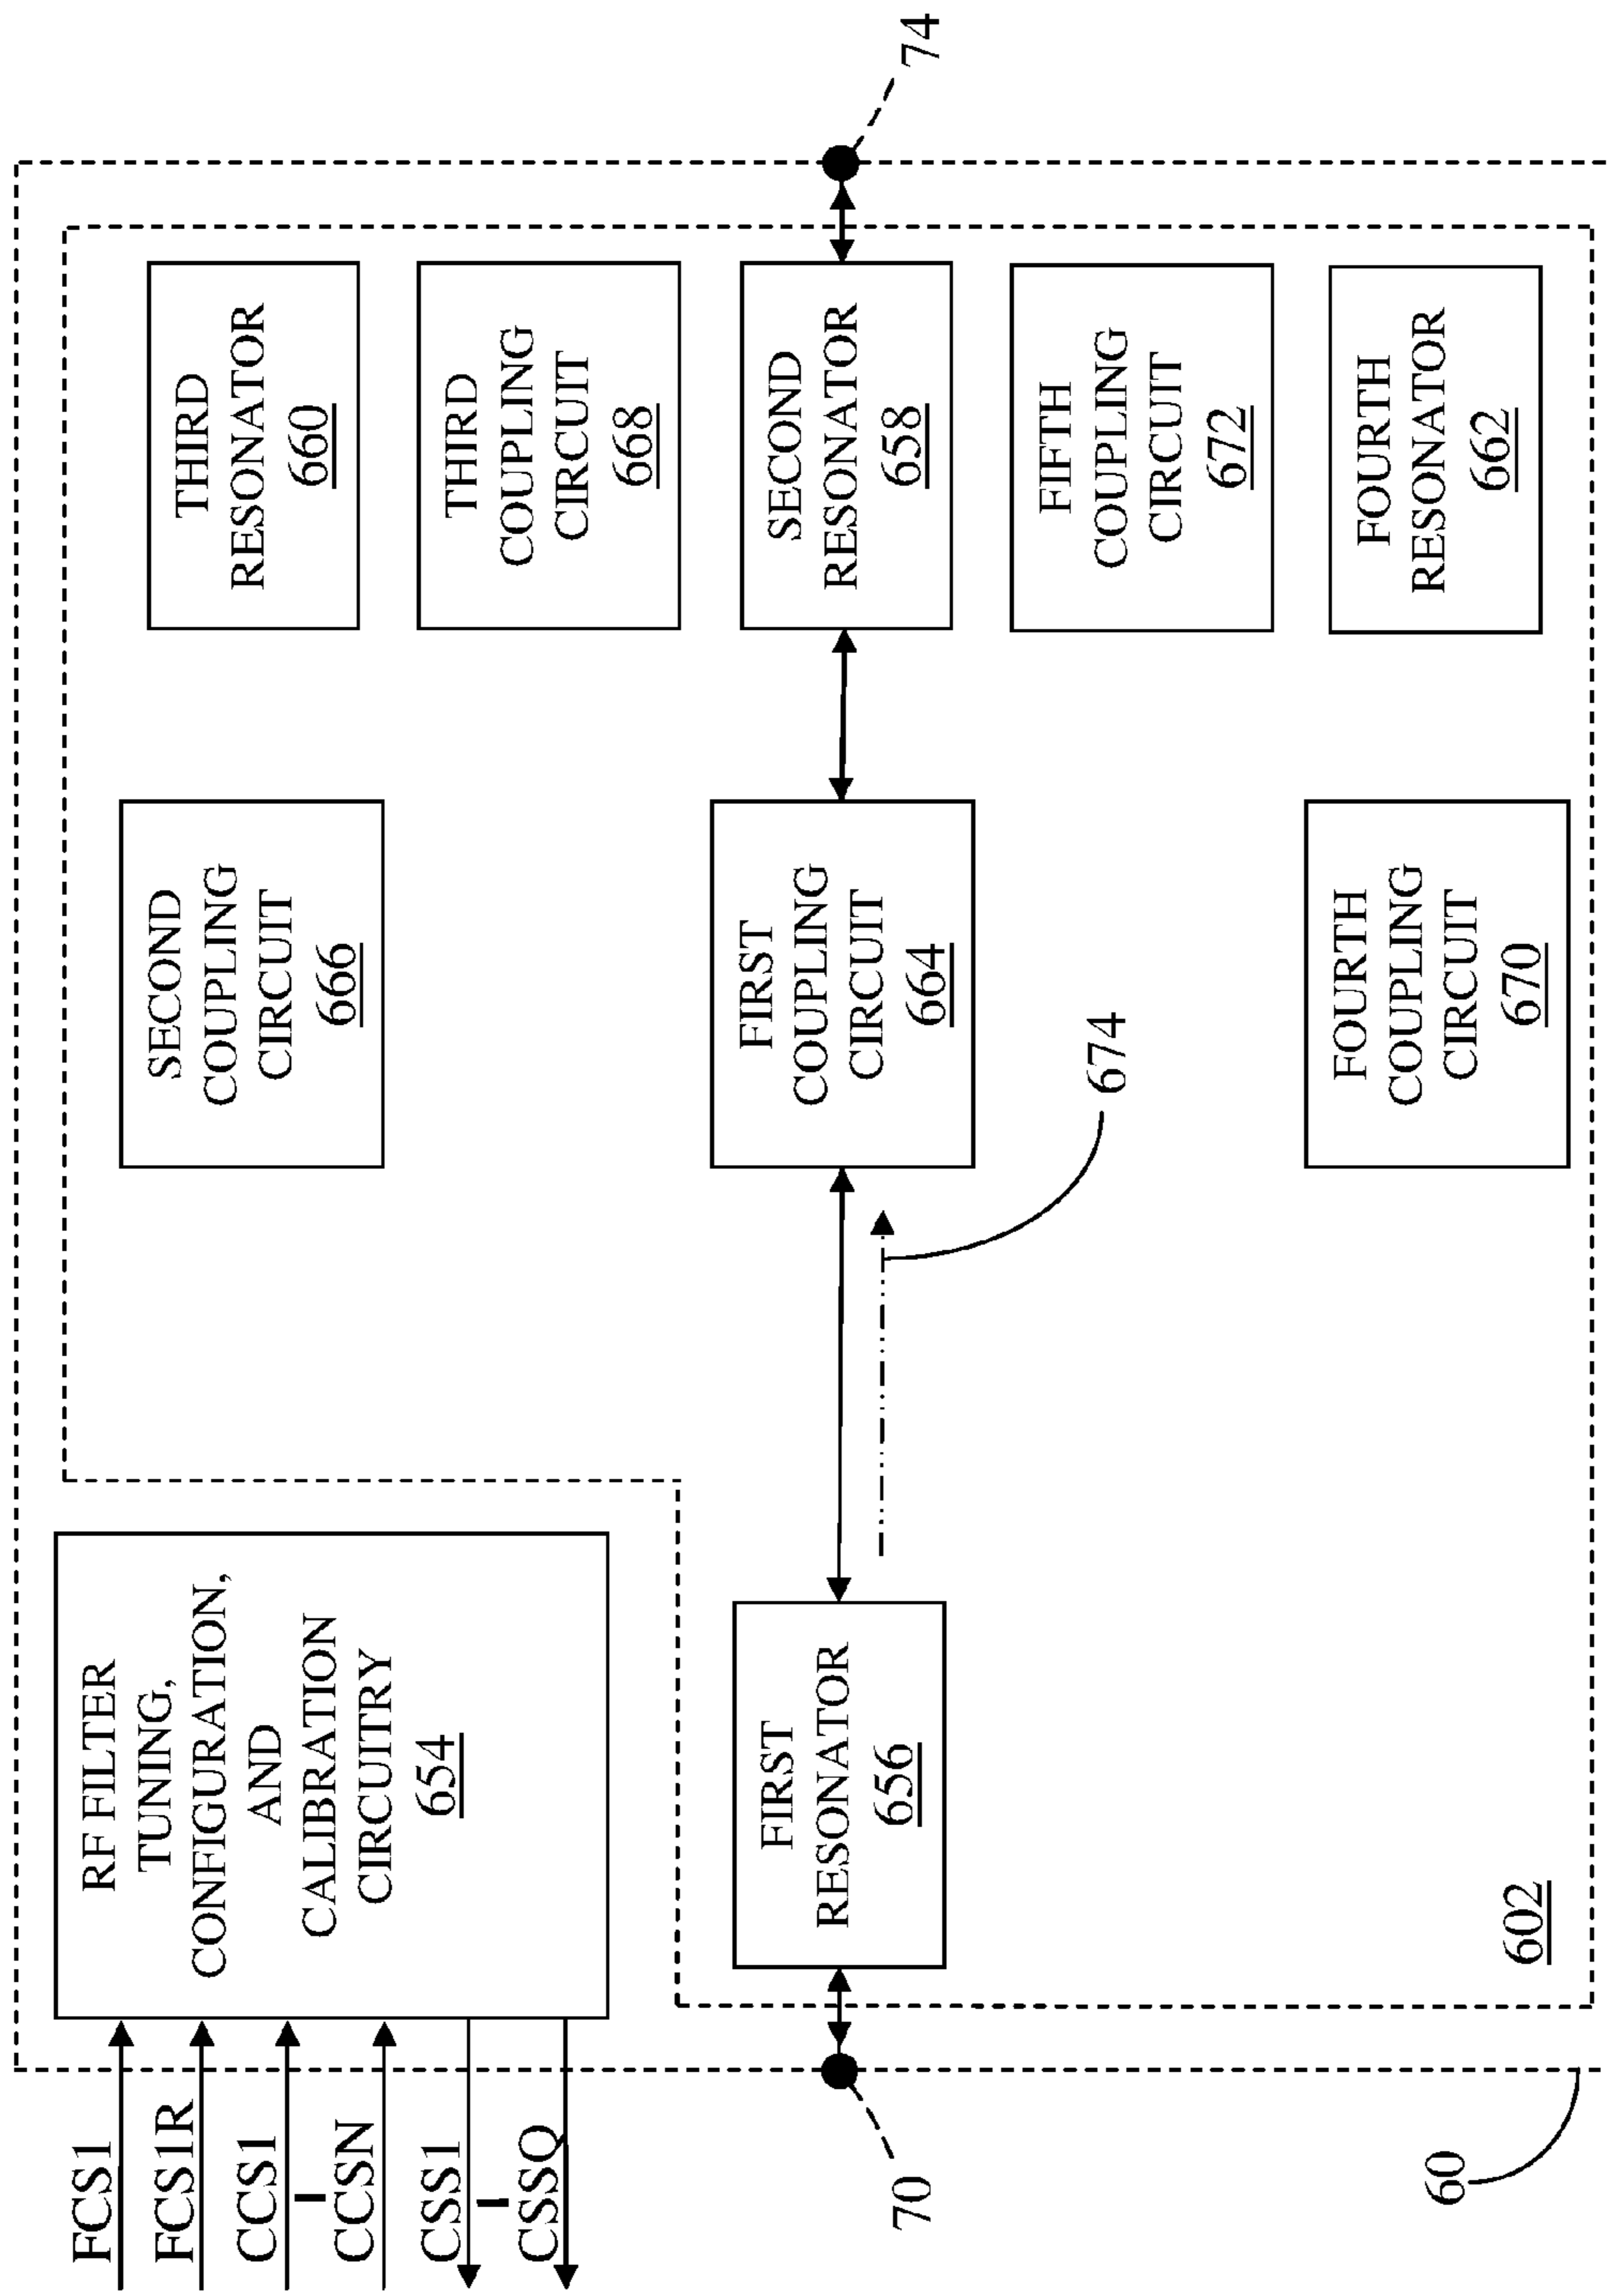 FCS1
FCS1R
CCS1
CCSN
CSS1
CSSQ
RF FILTER
TUNING,
CONFIGURATION,
AND
CALIBRATION
CIRCUITRY
654
SECOND
COUPLING
CIRCUIT
666
THIRD
RESONATOR
660
THIRD
COUPLING
CIRCUIT
668
70
FIRST
RESONATOR
656
674
FIRST
COUPLING
CIRCUIT
664
SECOND
RESONATOR
658
74
FIFTH
COUPLING
CIRCUIT
672
FOURTH
COUPLING
CIRCUIT
670
FOURTH
RESONATOR
662
602
60